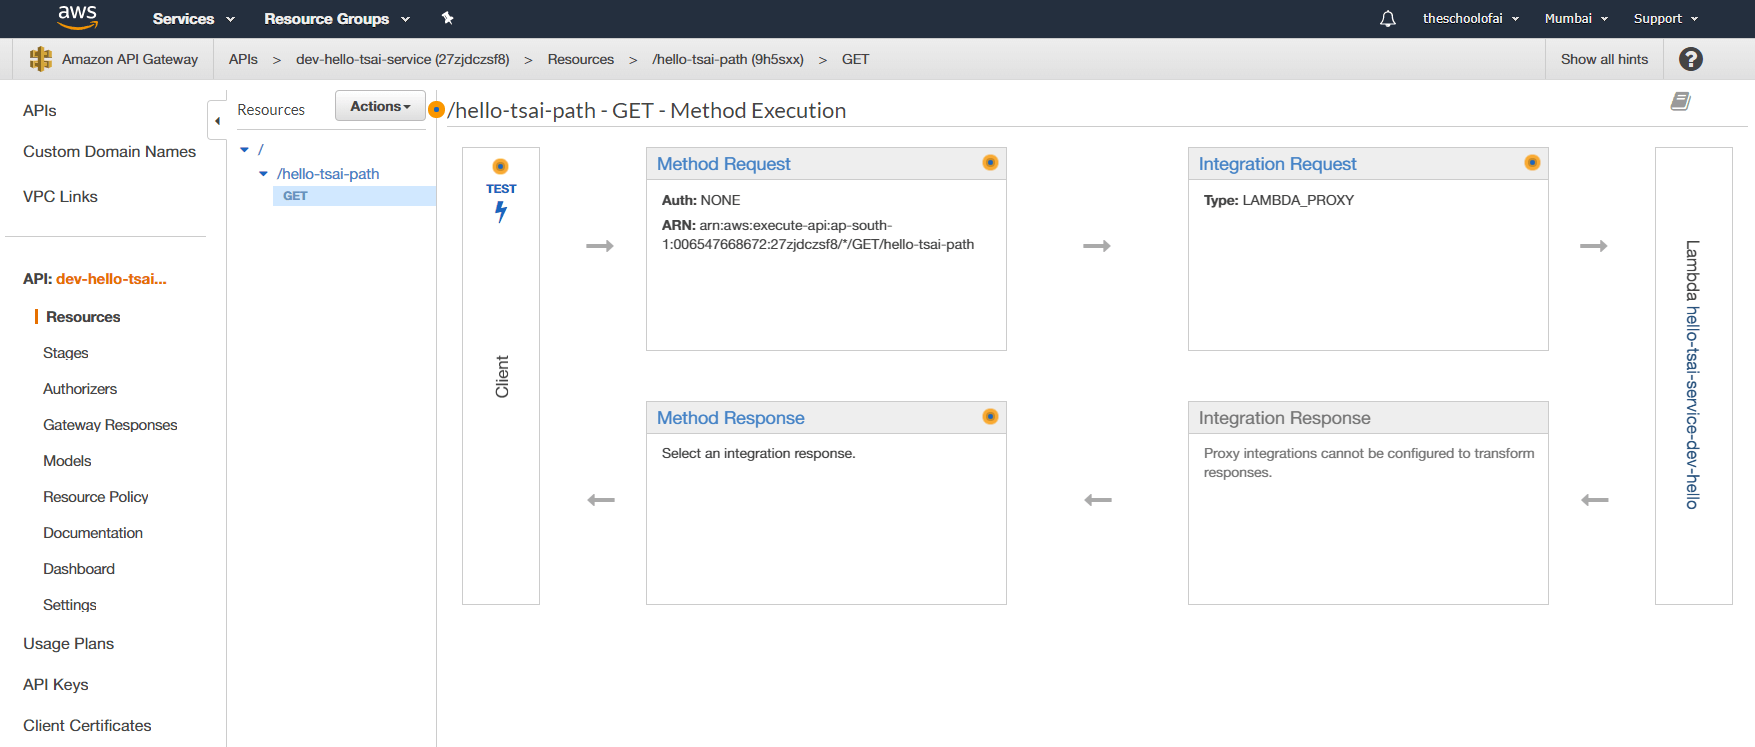 aws
Services
Resource Groups
theschoolofai
Mumbai
Support
Amazon API Gateway
APIs > dev-hello-tsai-service (27zjdczsf8) > Resources > /hello-tsai-path (9h5sxx) > GET
Show all hints
?
APIs
Custom Domain Names
VPC Links
API: dev-hello-tsai...
Resources
Stages
Authorizers
Gateway Responses
Models
Resource Policy
Documentation
Dashboard
Settings
Usage Plans
API Keys
Client Certificates
Resources
Actions
/
/hello-tsai-path
GET
/hello-tsai-path - GET - Method Execution
TEST
Client
Method Request
Auth: NONE
ARN: arn:aws:execute-api:ap-south-
1:006547668672:27zjdczsf8/*/GET/hello-tsai-path
Integration Request
Type: LAMBDA_PROXY
Lambda hello-tsai-service-dev-hello
Method Response
Select an integration response.
Integration Response
Proxy integrations cannot be configured to transform
responses.